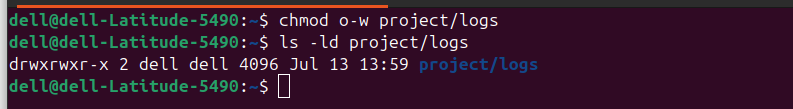 dell@dell-Latitude-5490:~$ chmod o-w project/logs
dell@dell-Latitude-5490:~$ ls -ld project/logs
drwxrwxr-x 2 dell dell 4096 Jul 13 13:59 project/logs
dell@dell-Latitude-5490:~$